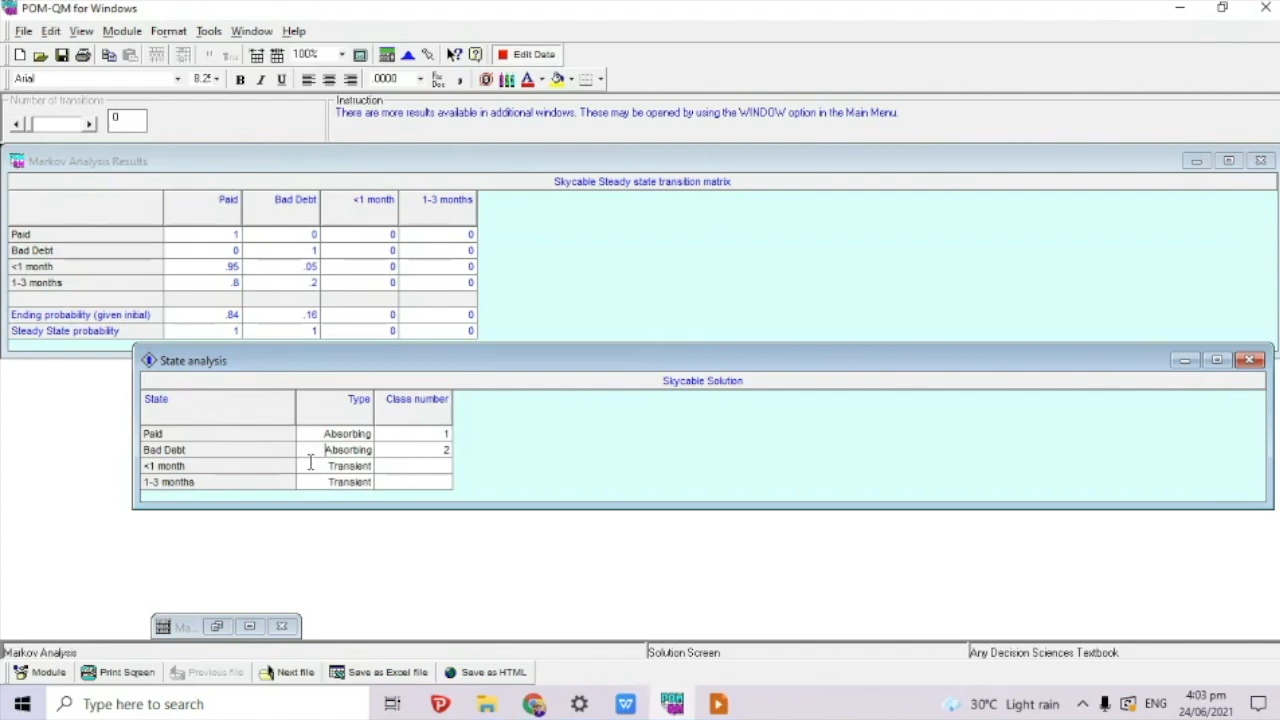 POM-QM for Windows
File Edit View Module Format Tools Window Help
100% Edit Data
Arial 8.25 B I U .0000 A
Number of transitions
0
Instruction
There are more results available in additional windows. These may be opened by using the WINDOW option in the Main Menu.
Markov Analysis Results
Skycable Steady state transition matrix
Paid Bad Debt <1 month 1-3 months
Paid 1 0 0 0
Bad Debt 0 1 0 0
<1 month .95 .05 0 0
1-3 months .8 .2 0 0
Ending probability (given initial) .84 .16 0 0
Steady State probability 1 1 0 0
State analysis
Skycable Solution
State Type Class number
Paid Absorbing 1
Bad Debt Absorbing 2
<1 month Transient
1-3 months Transient
Ma...
Markov Analysis Solution Screen Any Decision Sciences Textbook
Module Print Screen Previous file Next file Save as Excel file Save as HTML
Type here to search
30°C Light rain ENG
4:03 pm
24/06/2021